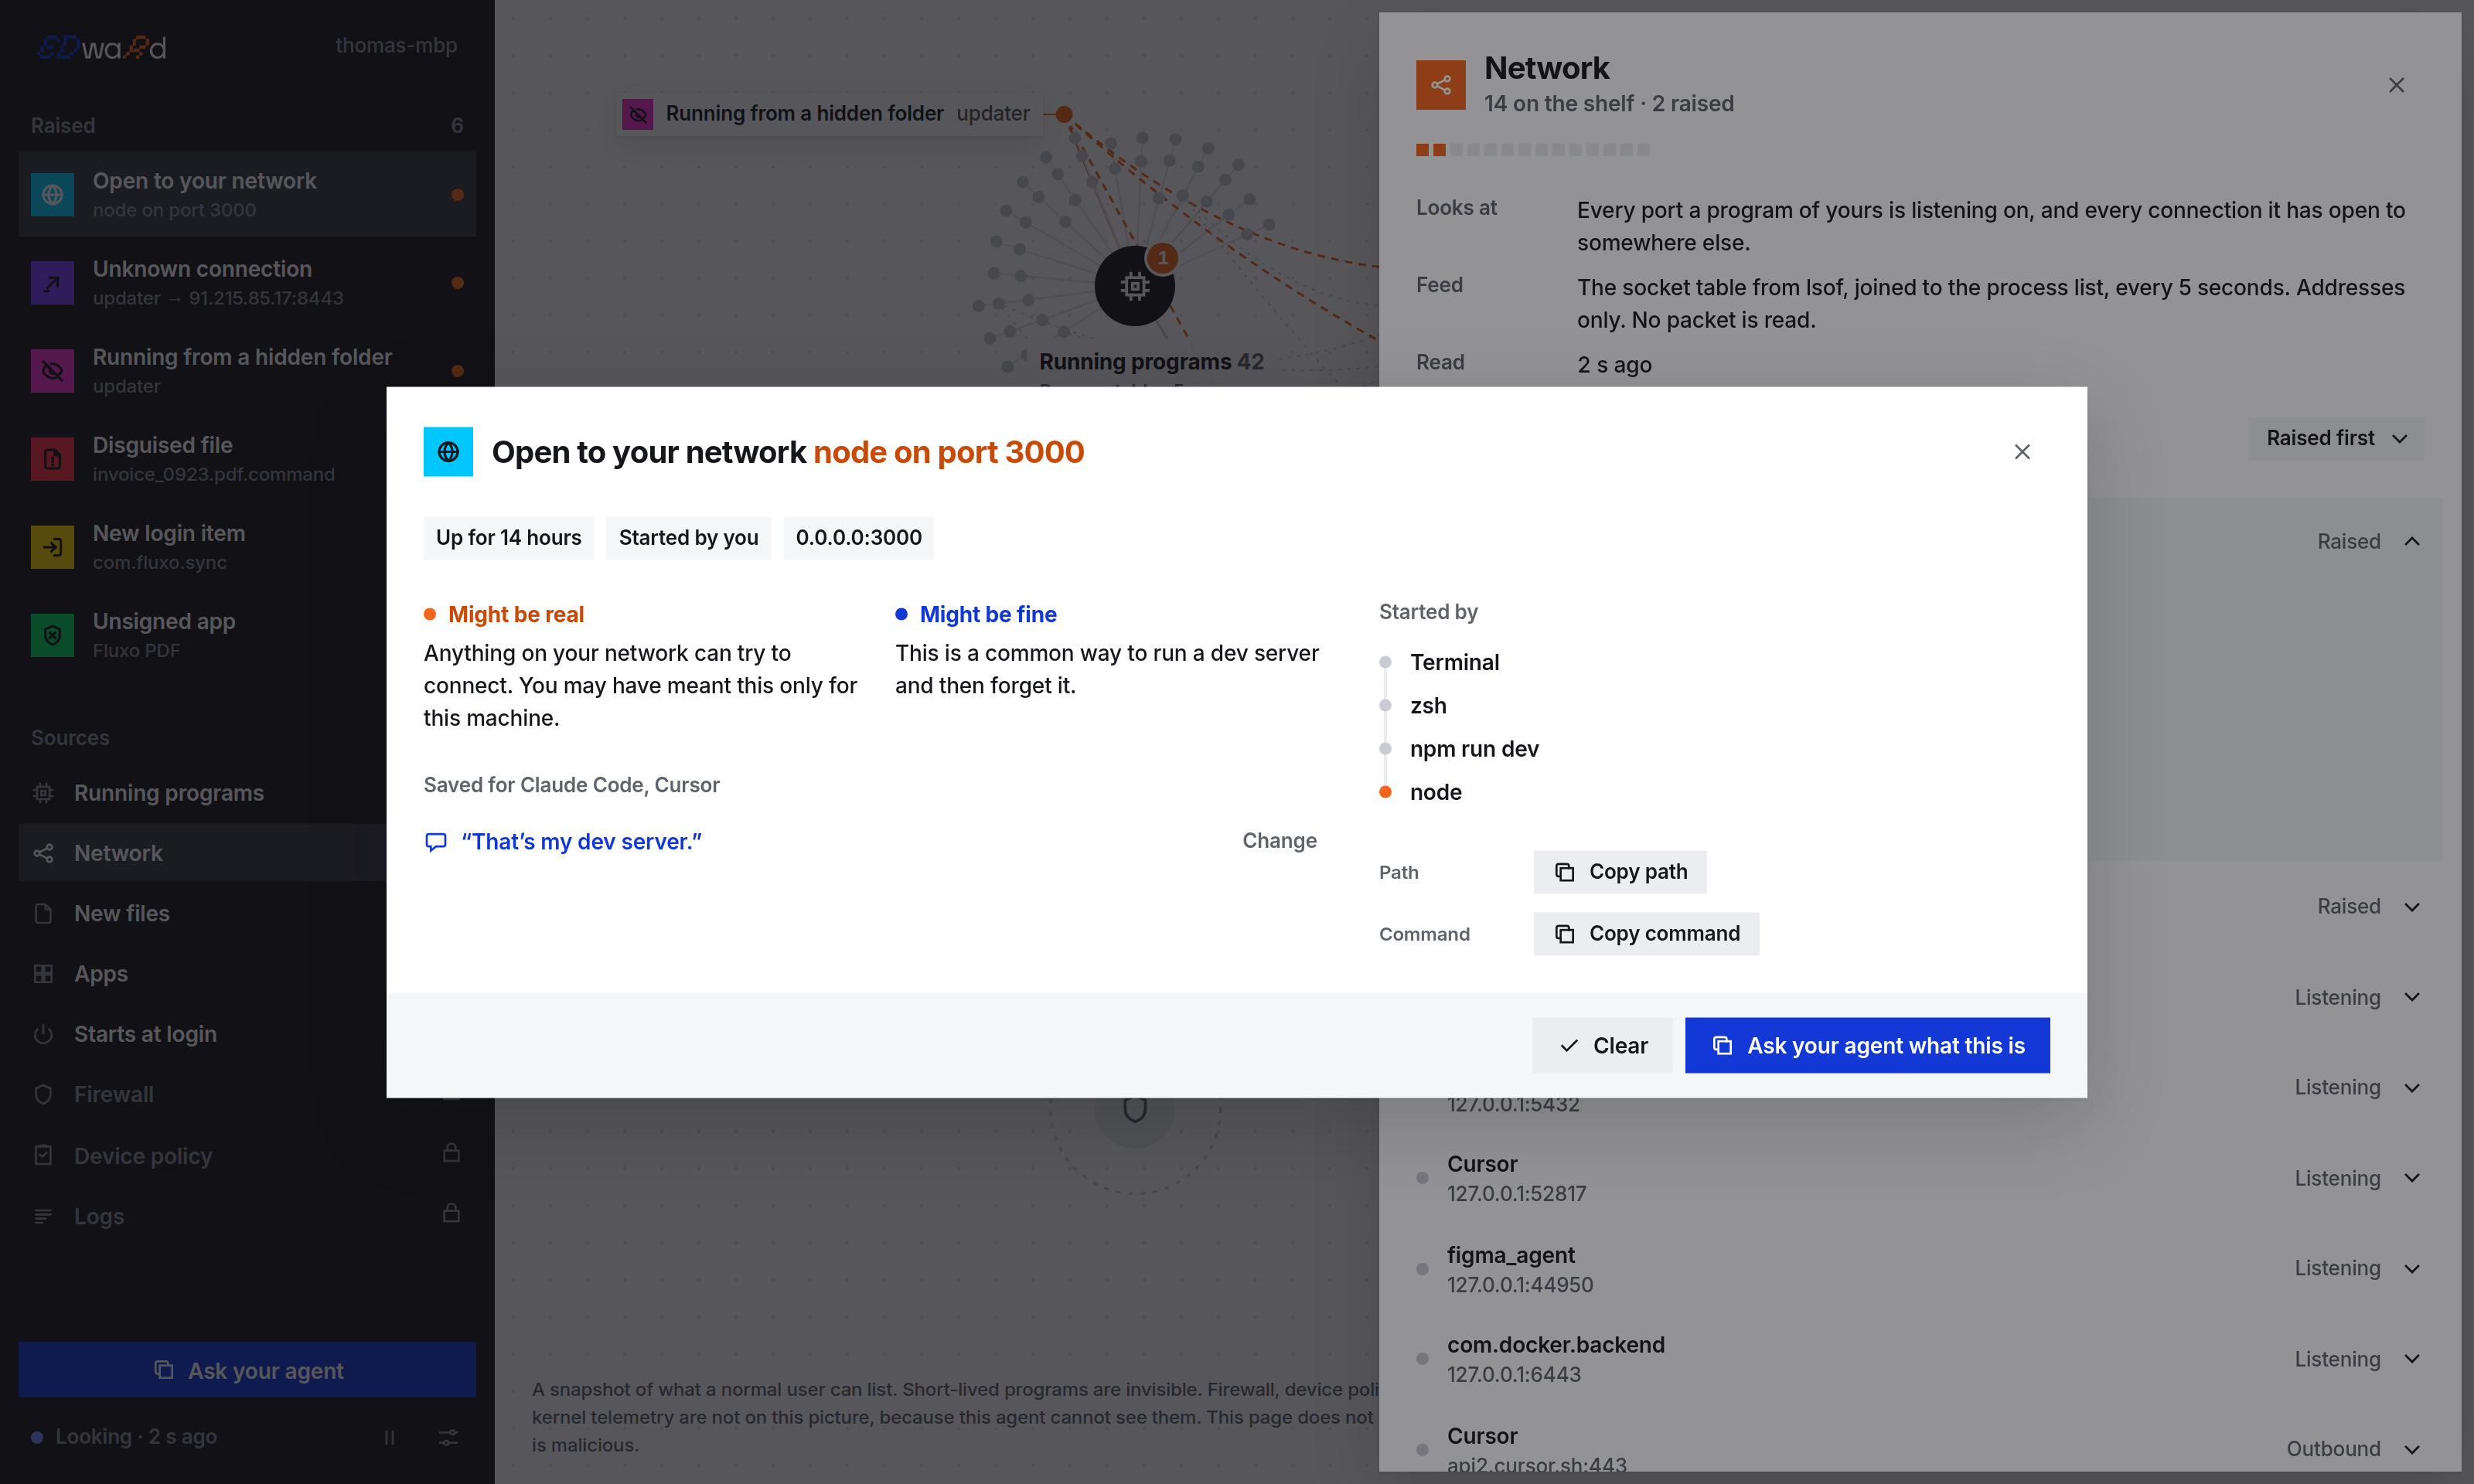 EDwaRd
thomas-mbp
Raised 6
Open to your network
node on port 3000
Unknown connection
updater → 91.215.85.17:8443
Running from a hidden folder
updater
Disguised file
invoice_0923.pdf.command
New login item
com.fluxo.sync
Unsigned app
Fluxo PDF
Sources
Running programs
Network
New files
Apps
Starts at login
Firewall
Device policy
Logs
Ask your agent
Looking · 2 s ago
Running from a hidden folder updater
1
Running programs 42
A snapshot of what a normal user can list. Short-lived programs are invisible. Firewall, device poli
kernel telemetry are not on this picture, because this agent cannot see them. This page does not
is malicious.
Network
14 on the shelf · 2 raised
Looks at
Every port a program of yours is listening on, and every connection it has open to
somewhere else.
Feed
The socket table from lsof, joined to the process list, every 5 seconds. Addresses
only. No packet is read.
Read
2 s ago
Raised first
Raised
Raised
Listening
Listening
127.0.0.1:5432
Cursor
127.0.0.1:52817
Listening
figma_agent
127.0.0.1:44950
Listening
com.docker.backend
127.0.0.1:6443
Listening
Cursor
api2.cursor.sh:443
Outbound
Open to your network node on port 3000
Up for 14 hours
Started by you
0.0.0.0:3000
Might be real
Anything on your network can try to
connect. You may have meant this only for
this machine.
Might be fine
This is a common way to run a dev server
and then forget it.
Saved for Claude Code, Cursor
“That’s my dev server.”
Change
Started by
Terminal
zsh
npm run dev
node
Path
Copy path
Command
Copy command
Clear
Ask your agent what this is